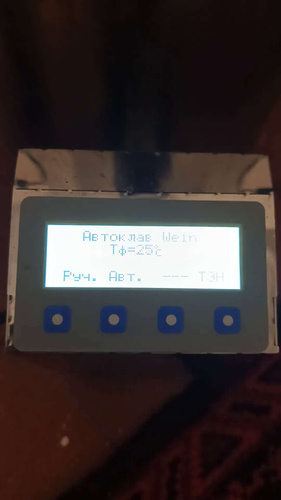 Автоклав Wein
Тф=25℃
Руч. Авт. --- ТЭН